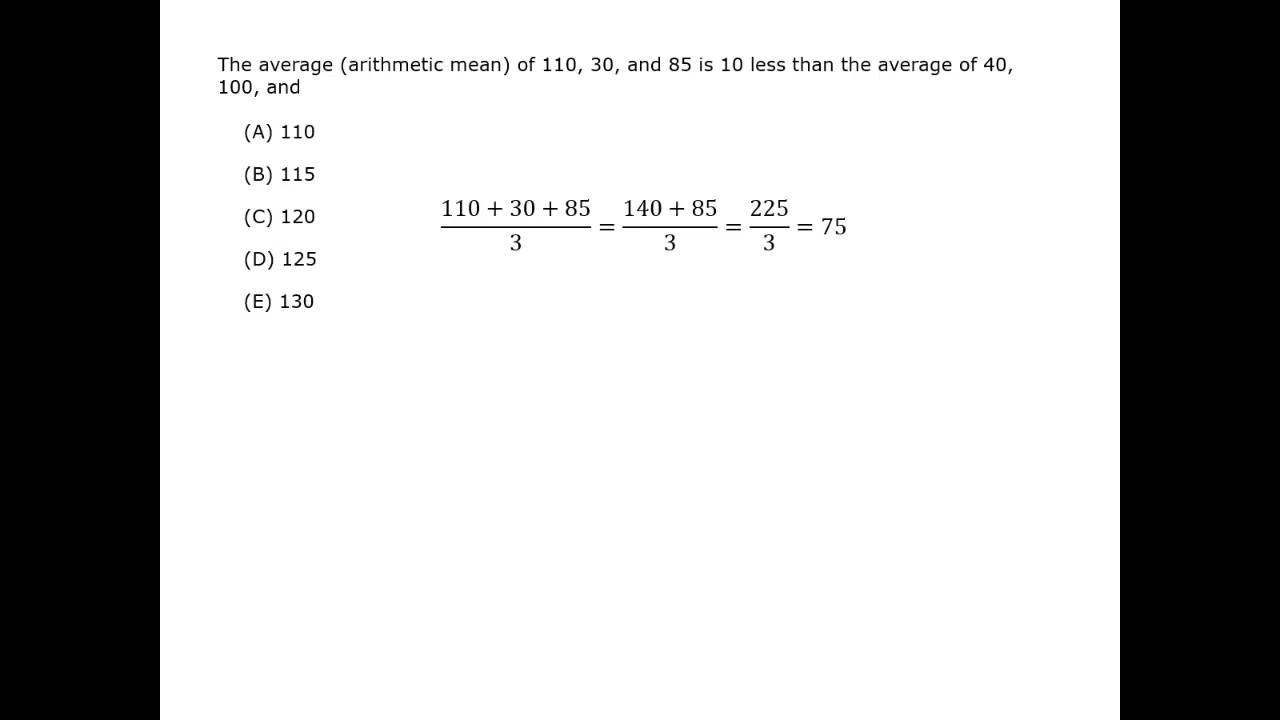 The average (arithmetic mean) of 110, 30, and 85 is 10 less than the average of 40,
100, and
(A) 110
(B) 115
(C) 120
(D) 125
(E) 130
110 + 30 + 85 / 3 = 140 + 85 / 3 = 225 / 3 = 75